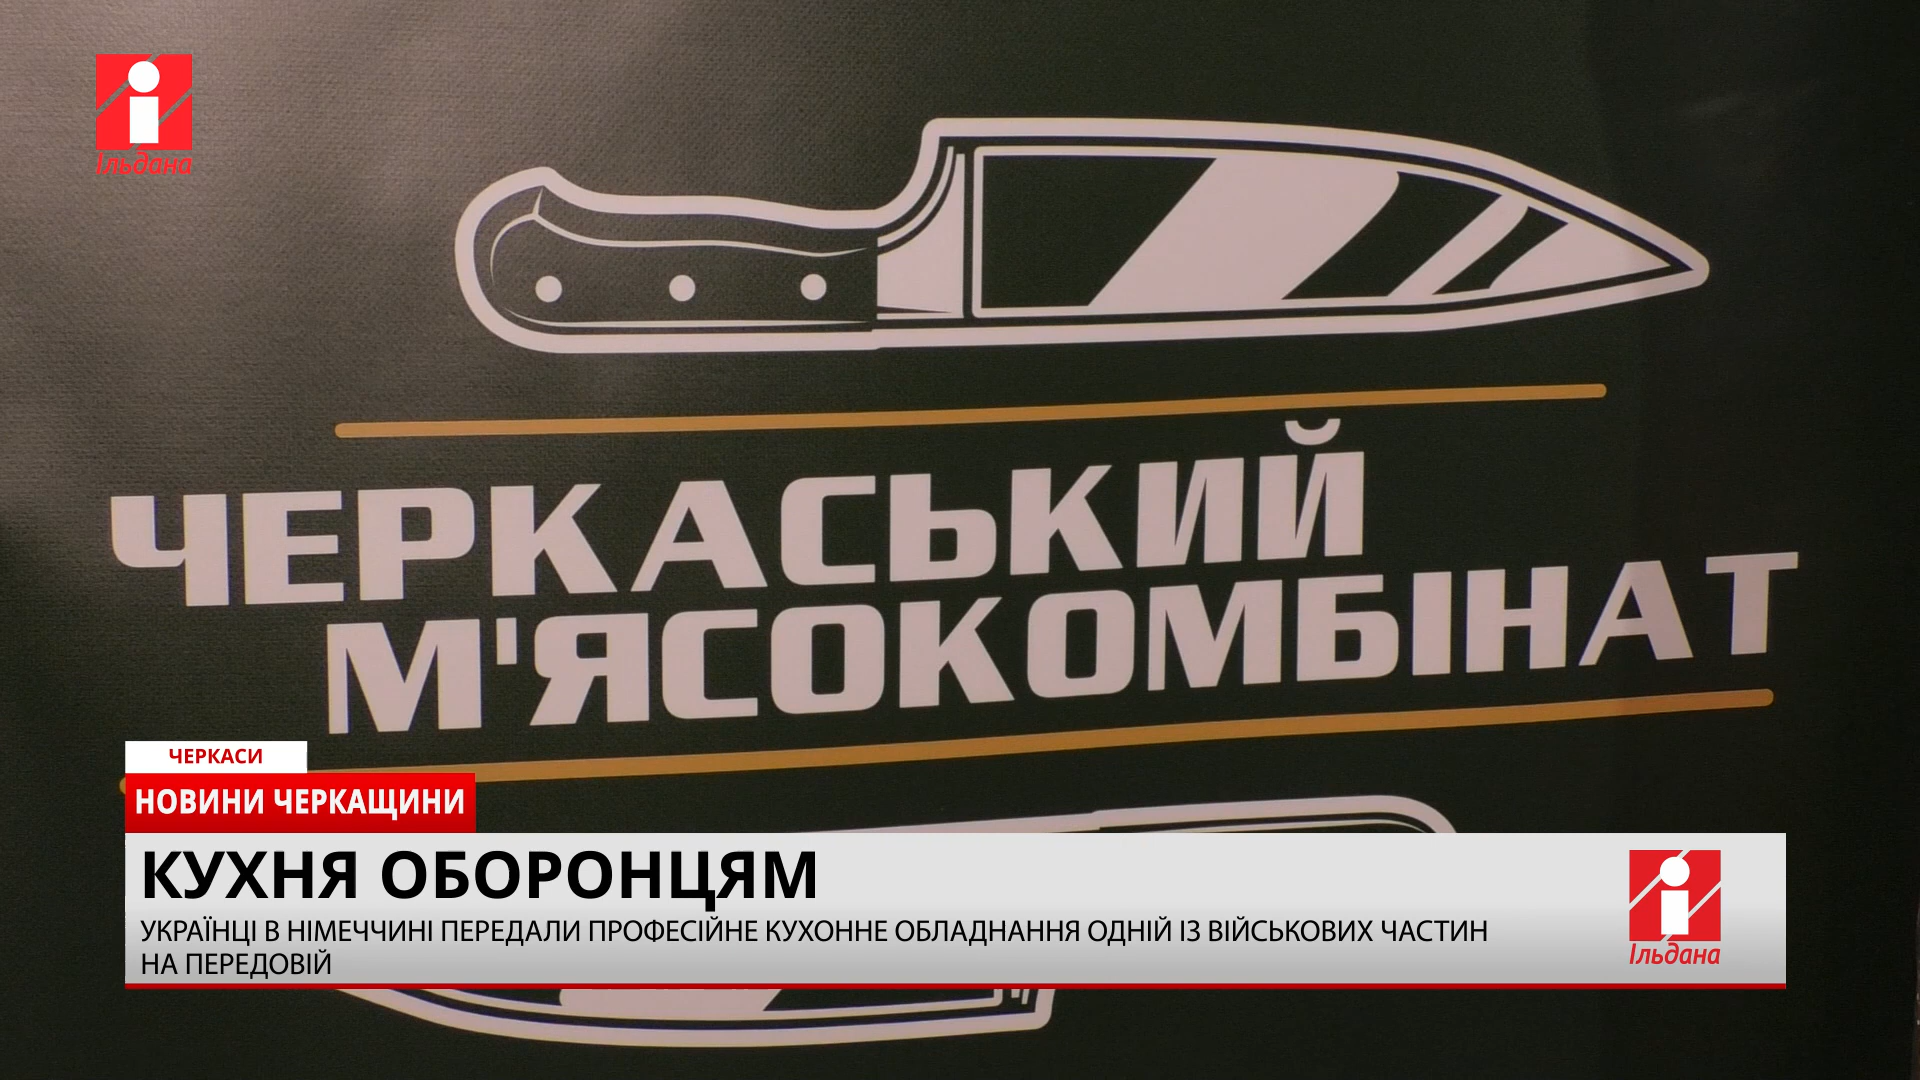 Ільдана
ЧЕРКАСЬКИЙ
М'ЯСОКОМБІНАТ
ЧЕРКАСИ
НОВИНИ ЧЕРКАЩИНИ
КУХНЯ ОБОРОНЦЯМ
УКРАЇНЦІ В НІМЕЧЧИНІ ПЕРЕДАЛИ ПРОФЕСІЙНЕ КУХОННЕ ОБЛАДНАННЯ ОДНІЙ ІЗ ВІЙСЬКОВИХ ЧАСТИН
НА ПЕРЕДОВІЙ
Ільдана